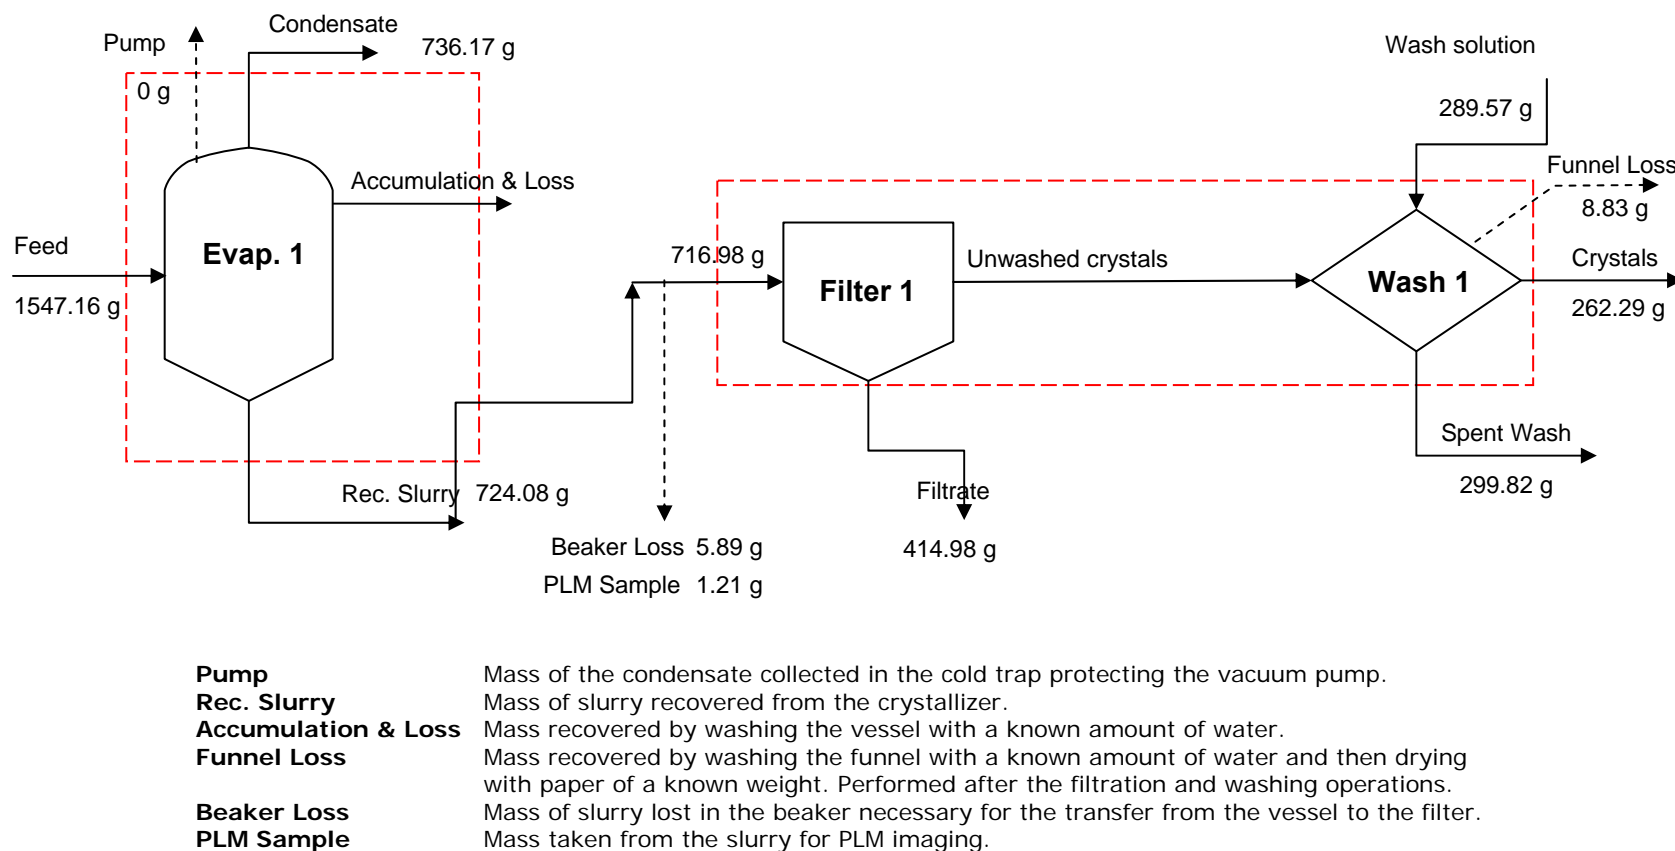 Condensate
Pump
736.17 g
Wash solution
0 g
289.57 g
Funnel Loss
Accumulation & Loss
8.83 g
Feed
Evap. 1
716.98 g
Unwashed crystals
Crystals
Filter 1
Wash 1
1547.16 g
262.29 g
Spent Wash
Rec. Slurry 724.08 g
Filtrate
299.82 g
Beaker Loss 5.89 g
414.98 g
PLM Sample 1.21 g
Pump Mass of the condensate collected in the cold trap protecting the vacuum pump.
Rec. Slurry Mass of slurry recovered from the crystallizer.
Accumulation & Loss Mass recovered by washing the vessel with a known amount of water.
Funnel Loss Mass recovered by washing the funnel with a known amount of water and then drying
with paper of a known weight. Performed after the filtration and washing operations.
Beaker Loss Mass of slurry lost in the beaker necessary for the transfer from the vessel to the filter.
PLM Sample Mass taken from the slurry for PLM imaging.